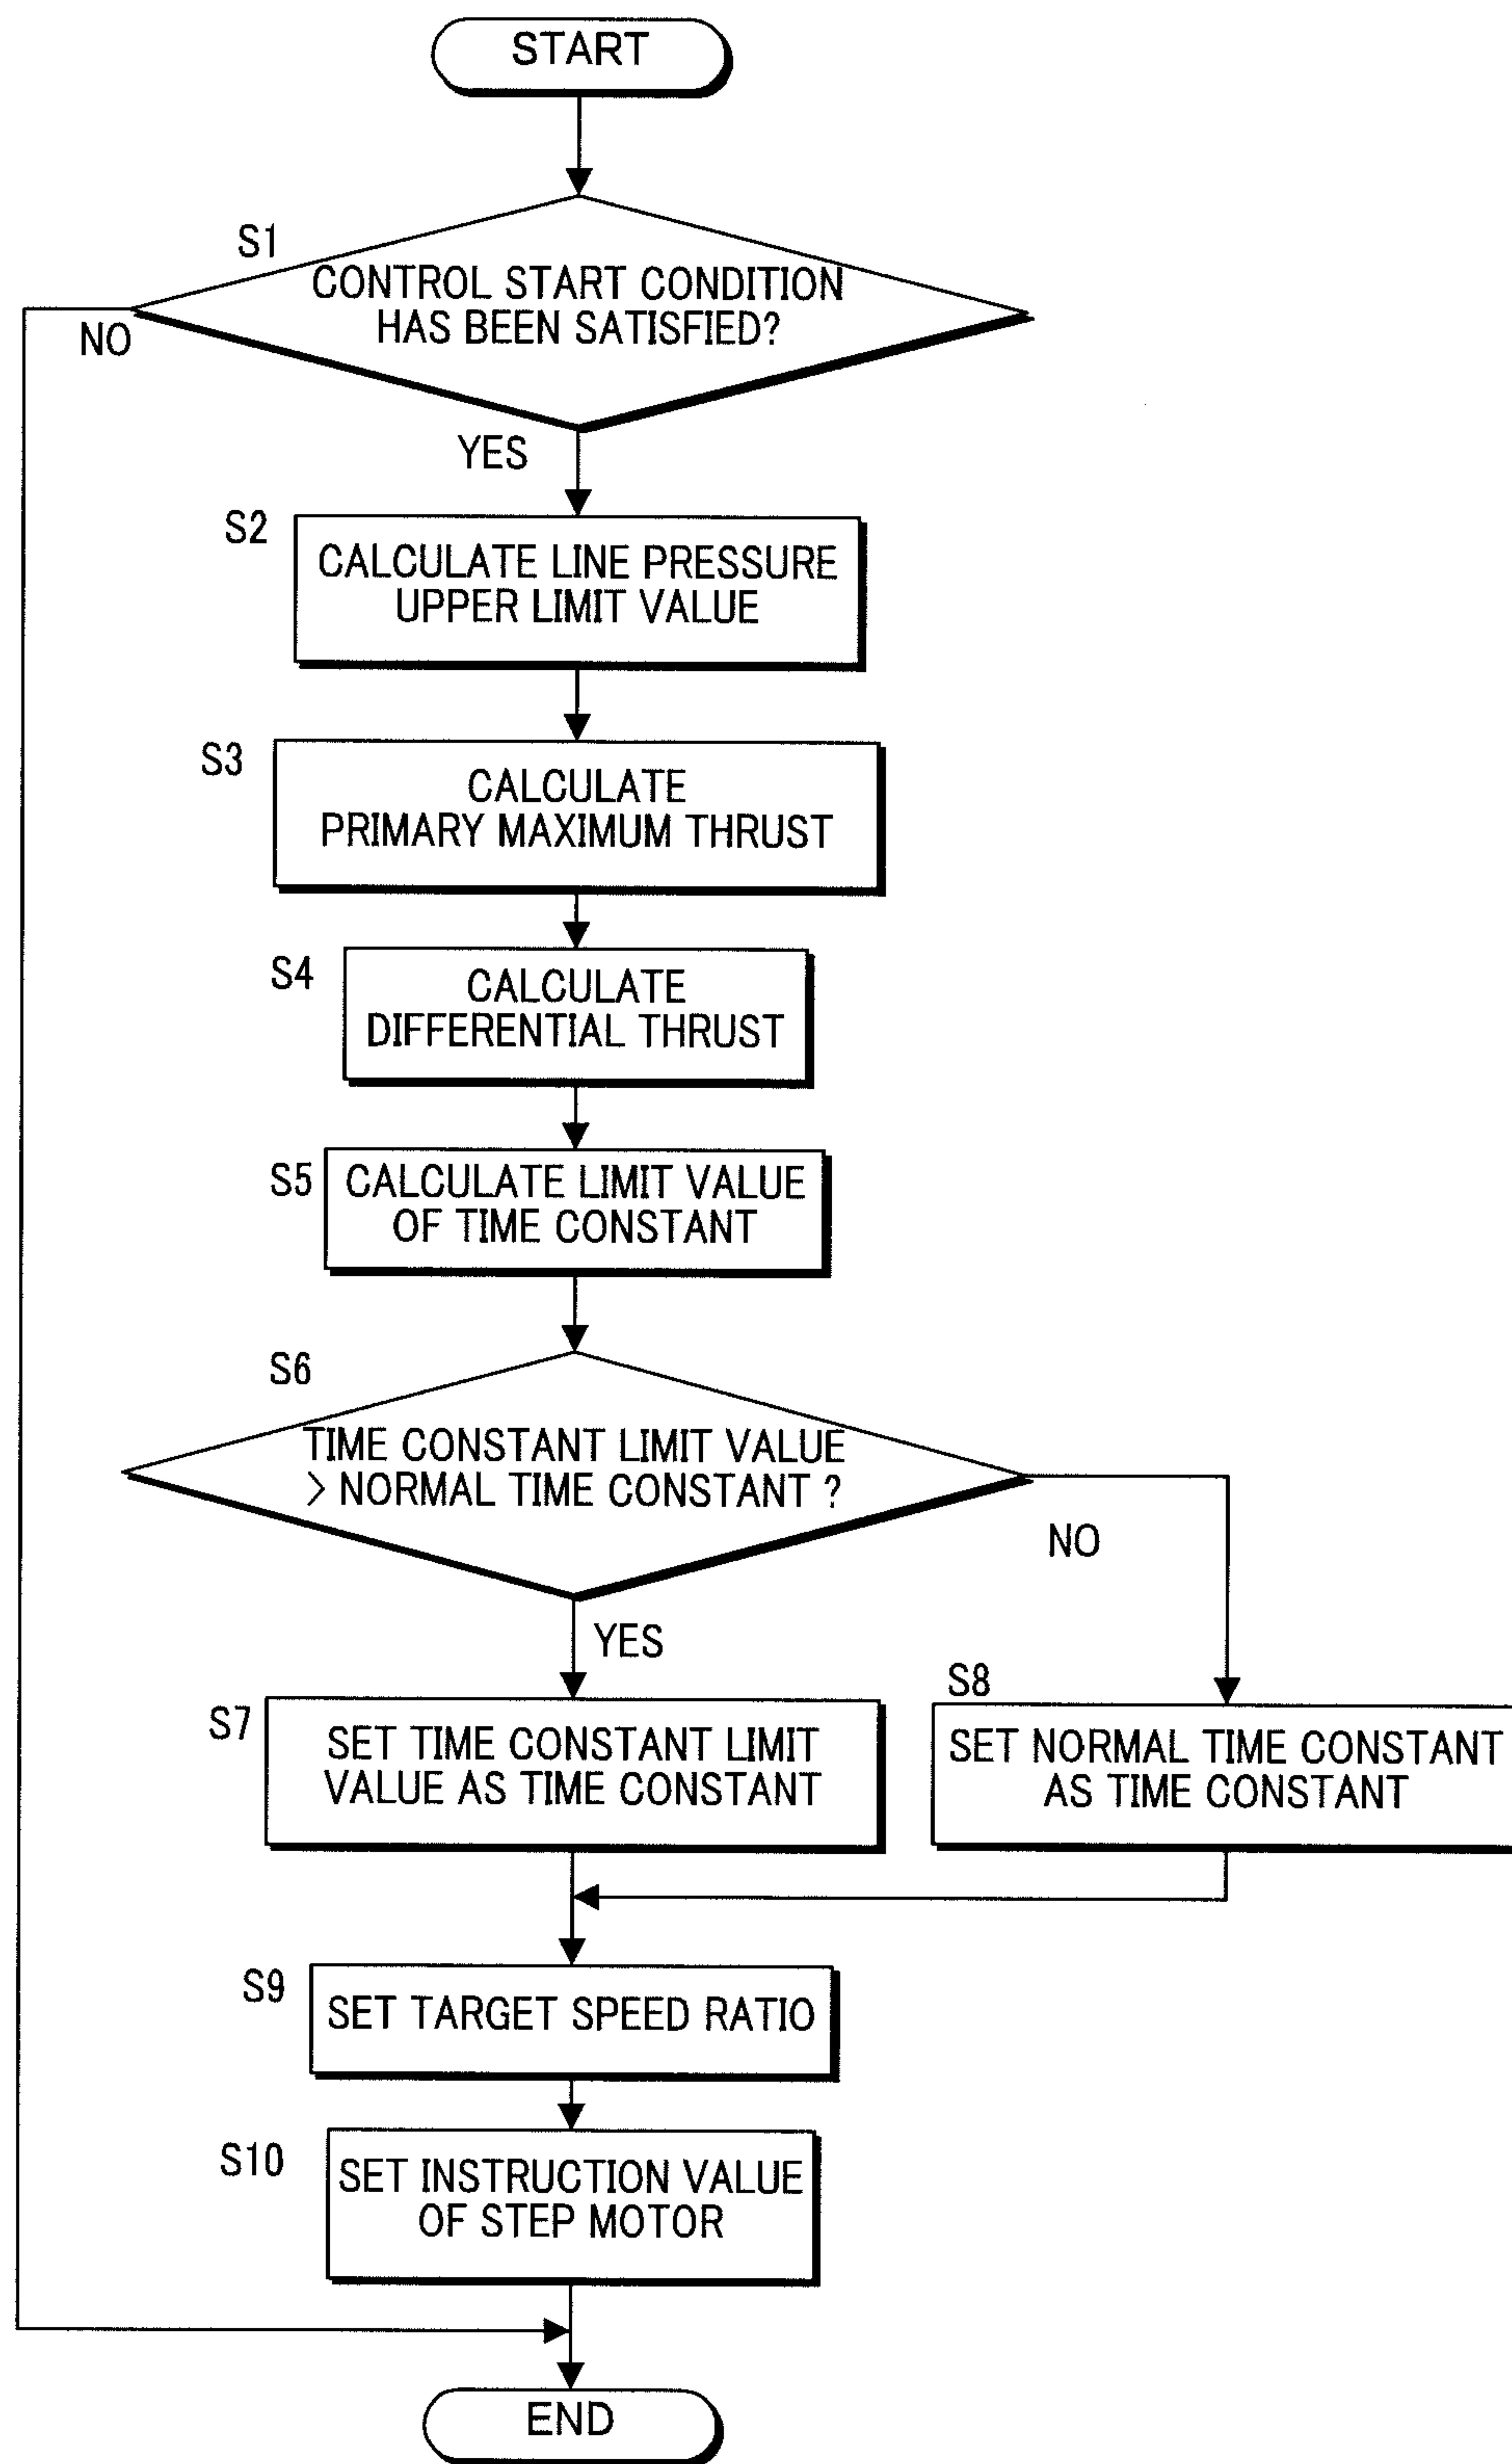 START
S1
CONTROL START CONDITION
HAS BEEN SATISFIED?
NO
YES
S2
CALCULATE LINE PRESSURE
UPPER LIMIT VALUE
S3
CALCULATE
PRIMARY MAXIMUM THRUST
S4
CALCULATE
DIFFERENTIAL THRUST
S5
CALCULATE LIMIT VALUE
OF TIME CONSTANT
S6
TIME CONSTANT LIMIT VALUE
> NORMAL TIME CONSTANT ?
NO
YES
S7
SET TIME CONSTANT LIMIT
VALUE AS TIME CONSTANT
S8
SET NORMAL TIME CONSTANT
AS TIME CONSTANT
S9
SET TARGET SPEED RATIO
S10
SET INSTRUCTION VALUE
OF STEP MOTOR
END